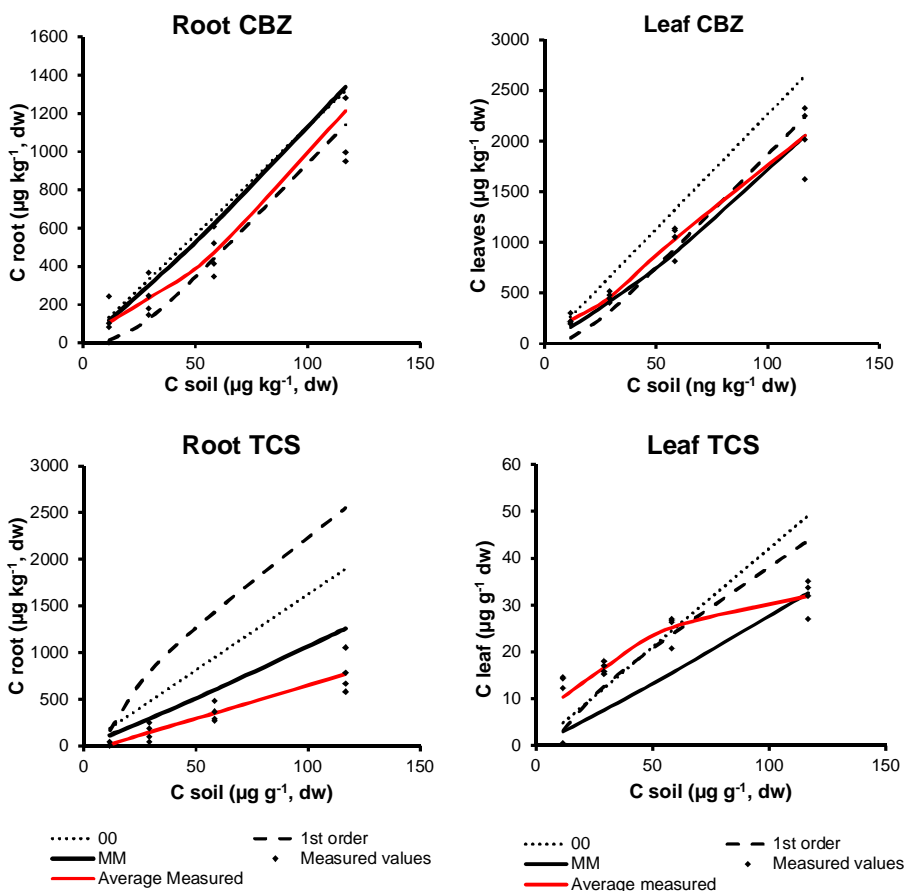 Root CBZ
C root (µg kg⁻¹, dw)
1600
1400
1200
1000
800
600
400
200
0
0 50 100 150
C soil (µg kg⁻¹, dw)
Leaf CBZ
C leaves (µg kg⁻¹ dw)
3000
2500
2000
1500
1000
500
0
0 50 100 150
C soil (ng kg⁻¹ dw)
Root TCS
C root (µg kg⁻¹, dw)
3000
2500
2000
1500
1000
500
0
0 50 100 150
C soil (µg g⁻¹, dw)
Leaf TCS
C leaf (µg g⁻¹ dw)
60
50
40
30
20
10
0
0 50 100 150
C soil (µg g⁻¹, dw)
00 1st order
MM Measured values
Average Measured
00 1st order
MM Measured values
Average measured